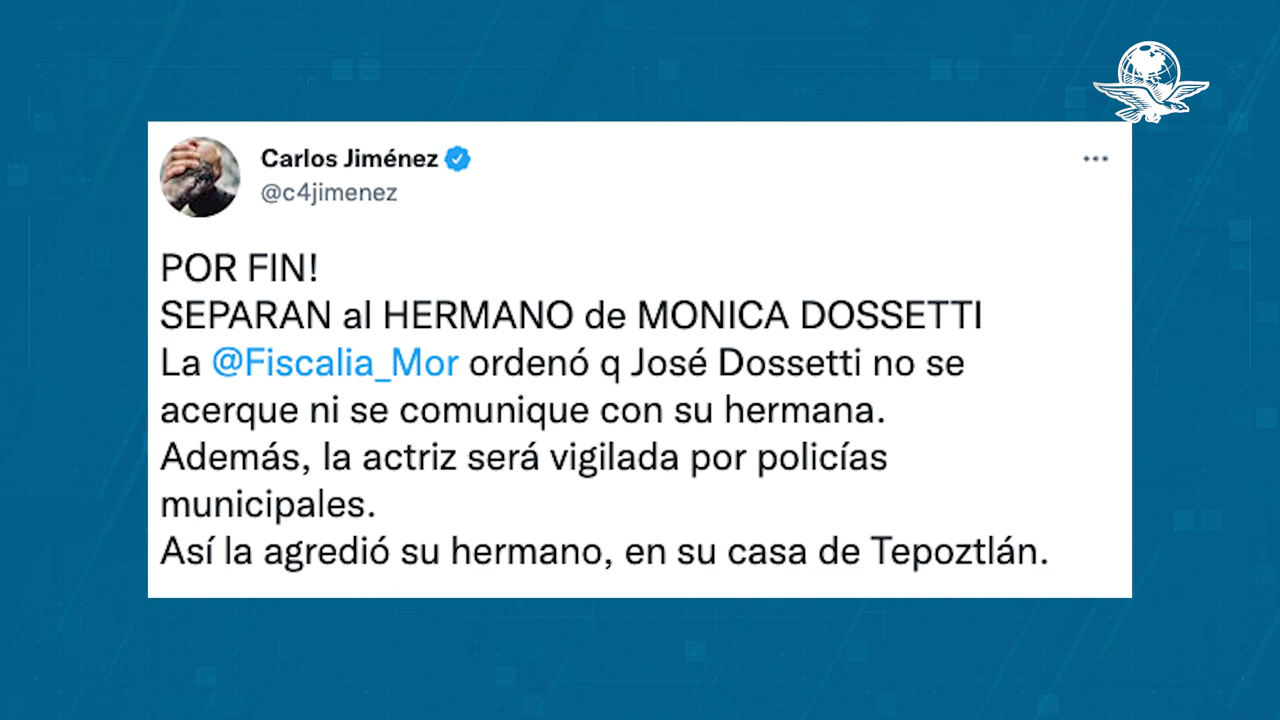 Carlos Jiménez
@c4jimenez
POR FIN!
SEPARAN al HERMANO de MONICA DOSSETTI
La @Fiscalia_Mor ordenó q José Dossetti no se
acerque ni se comunique con su hermana.
Además, la actriz será vigilada por policías
municipales.
Así la agredió su hermano, en su casa de Tepoztlán.